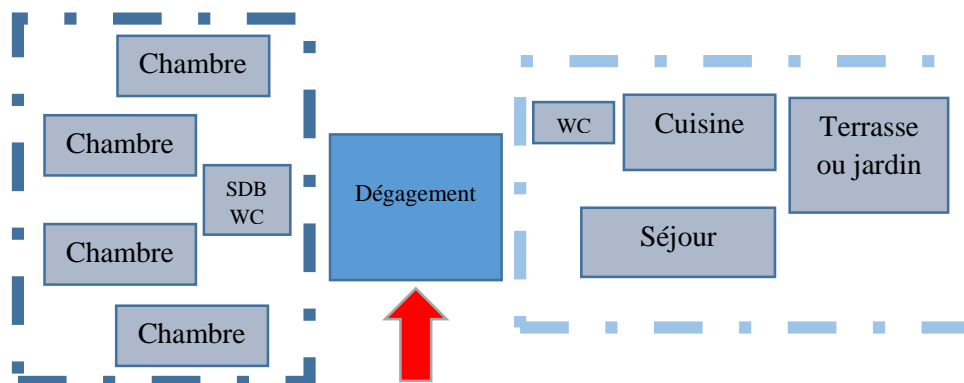 Chambre
Chambre
SDB
WC
Chambre
Chambre
Dégagement
WC
Cuisine
Terrasse
ou jardin
Séjour